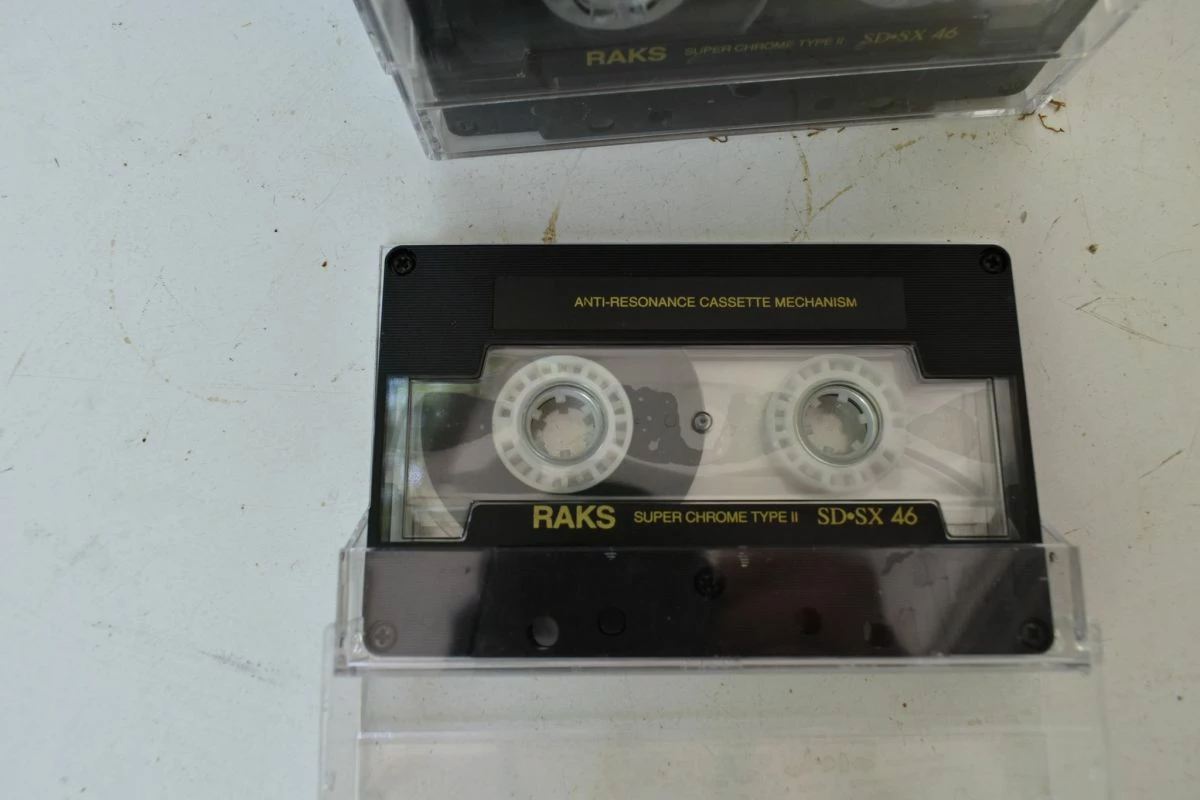 RAKS SUPER CHROME TYPE II SD•SX 46
ANTI-RESONANCE CASSETTE MECHANISM
RAKS SUPER CHROME TYPE II SD•SX 46